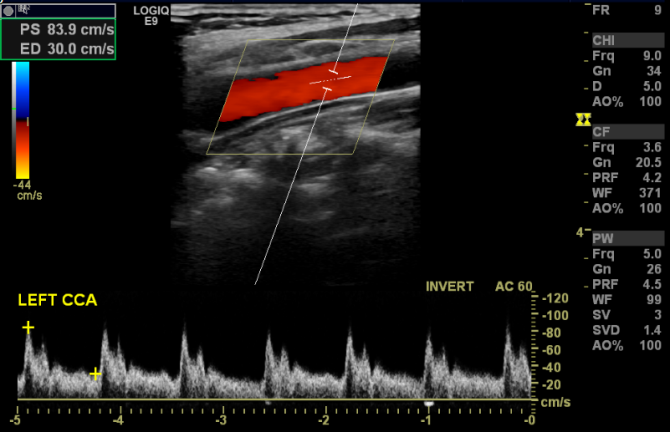 PS 83.9 cm/s
ED 30.0 cm/s
LOGIQ
E9
-44
cm/s
FR 9
CHI
Frq 9.0
Gn 34
D 5.0
AO% 100
CF
Frq 3.6
Gn 20.5
PRF 4.2
WF 371
AO% 100
4
PW
Frq 5.0
Gn 26
PRF 4.5
WF 99
SV 3
SVD 1.4
AO% 100
INVERT AC 60
LEFT CCA
-120
-100
-80
-60
-40
-20
cm/s
-5 -4 -3 -2 -1 -0